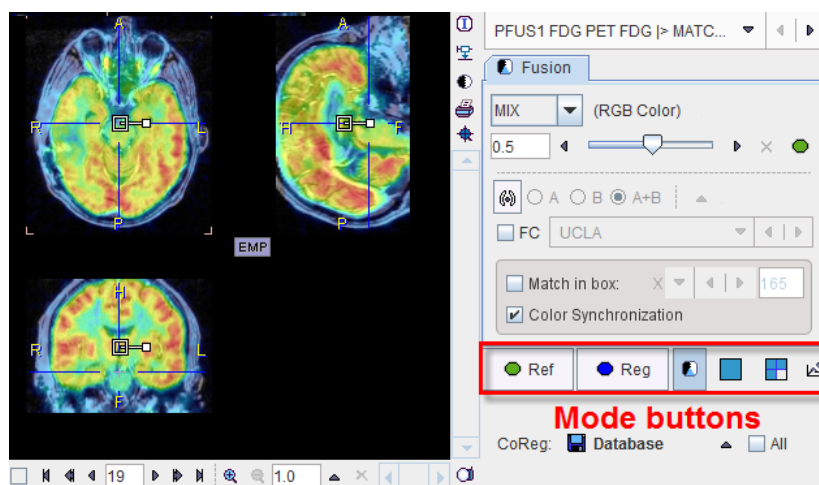 A
A
PFUS1 FDG PET FDG |> MATC...
Fusion
MIX
(RGB Color)
R
L
H
F
0.5
A
B
A+B
P
P
FC
UCLA
EMP
Match in box:
X
165
H
Color Synchronization
R
L
Ref
Reg
F
Mode buttons
CoReg:
Database
All
19
1.0